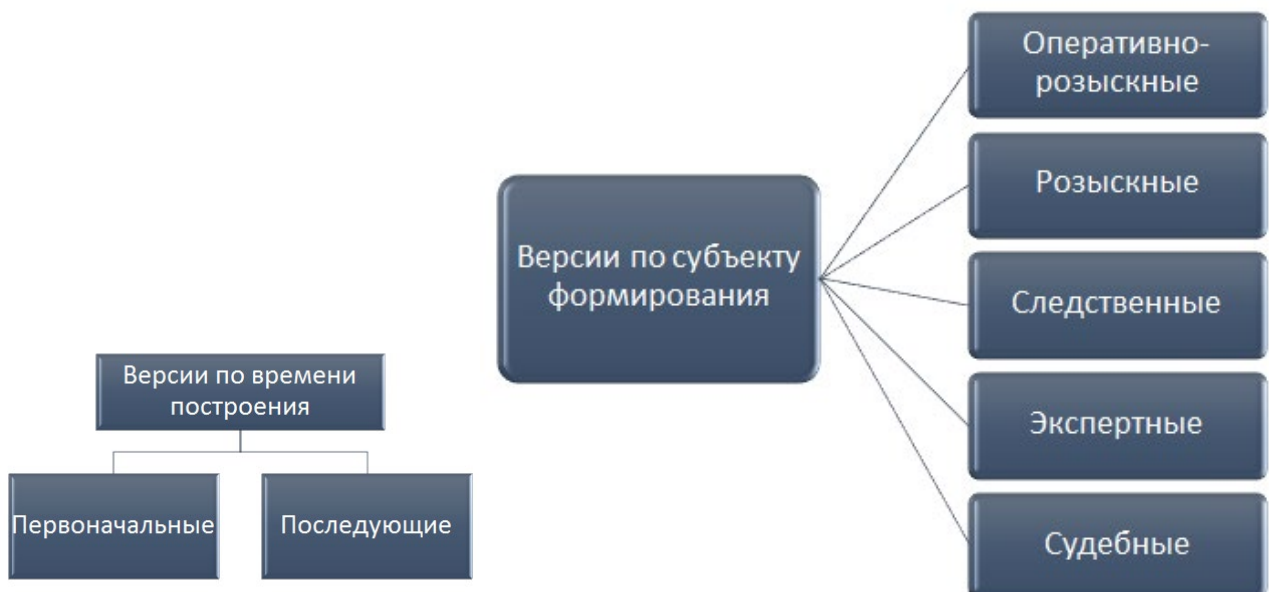 Версии по времени
построения
Первоначальные
Последующие
Версии по субъекту
формирования
Оперативно-
розыскные
Розыскные
Следственные
Экспертные
Судебные